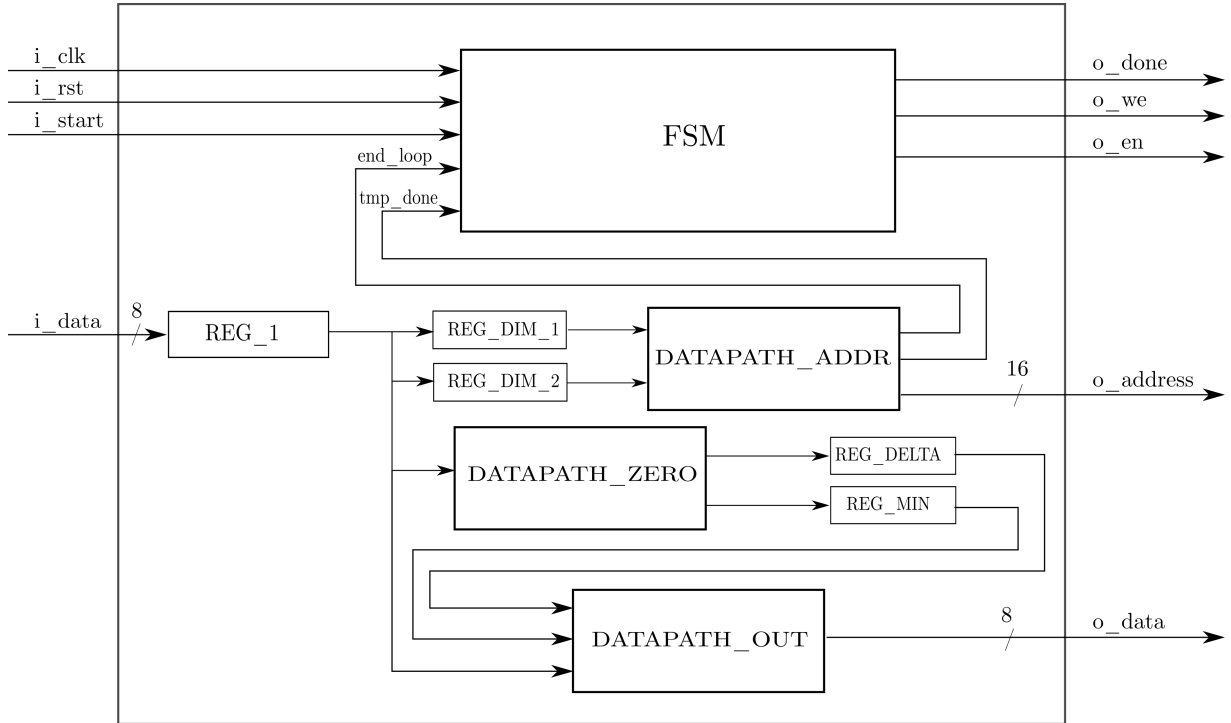 i_clk
o_done
i_rst
o_we
i_start
FSM
o_en
end_loop
tmp_done
8
i_data
REG_1
REG_DIM_1
DATAPATH_ADDR
REG_DIM_2
16
o_address
REG_DELTA
DATAPATH_ZERO
REG_MIN
8
o_data
DATAPATH_OUT